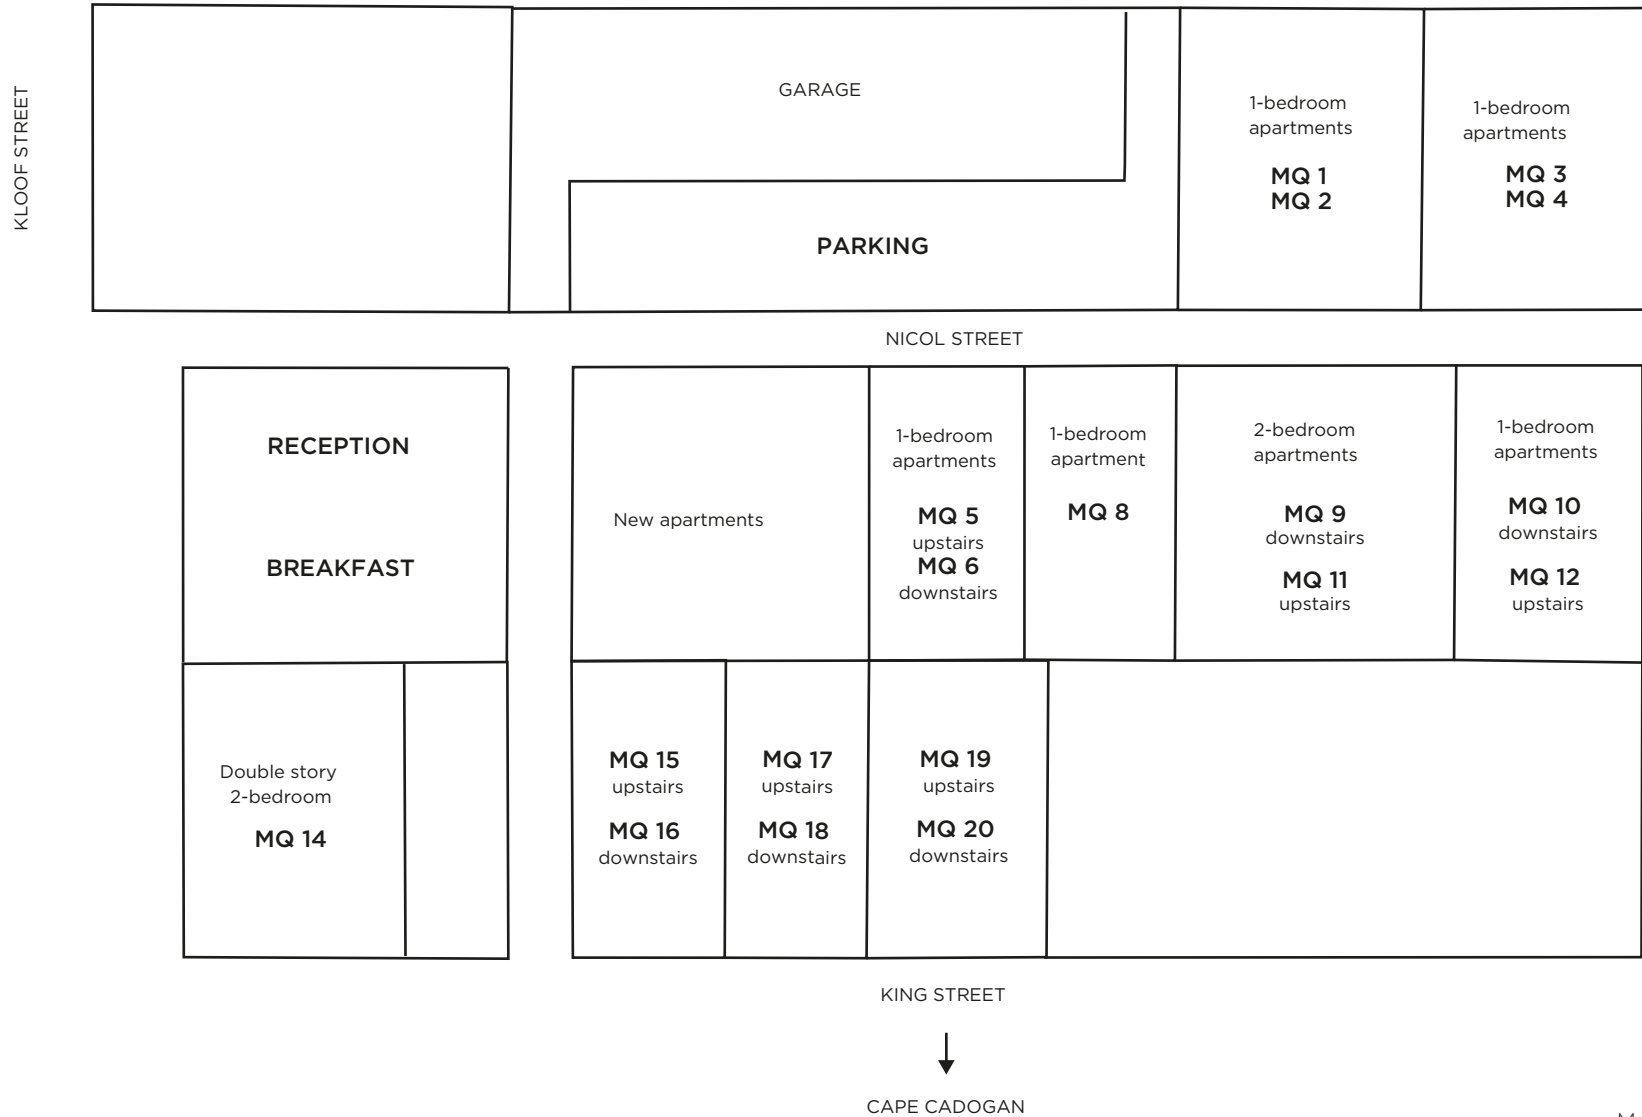 KLOOF STREET
GARAGE
PARKING
1-bedroom
apartments
MQ 1
MQ 2
1-bedroom
apartments
MQ 3
MQ 4
NICOL STREET
RECEPTION
BREAKFAST
New apartments
1-bedroom
apartments
MQ 5
upstairs
MQ 6
downstairs
1-bedroom
apartment
MQ 8
2-bedroom
apartments
MQ 9
downstairs
MQ 11
upstairs
1-bedroom
apartments
MQ 10
downstairs
MQ 12
upstairs
Double story
2-bedroom
MQ 14
MQ 15
upstairs
MQ 16
downstairs
MQ 17
upstairs
MQ 18
downstairs
MQ 19
upstairs
MQ 20
downstairs
KING STREET
CAPE CADOGAN